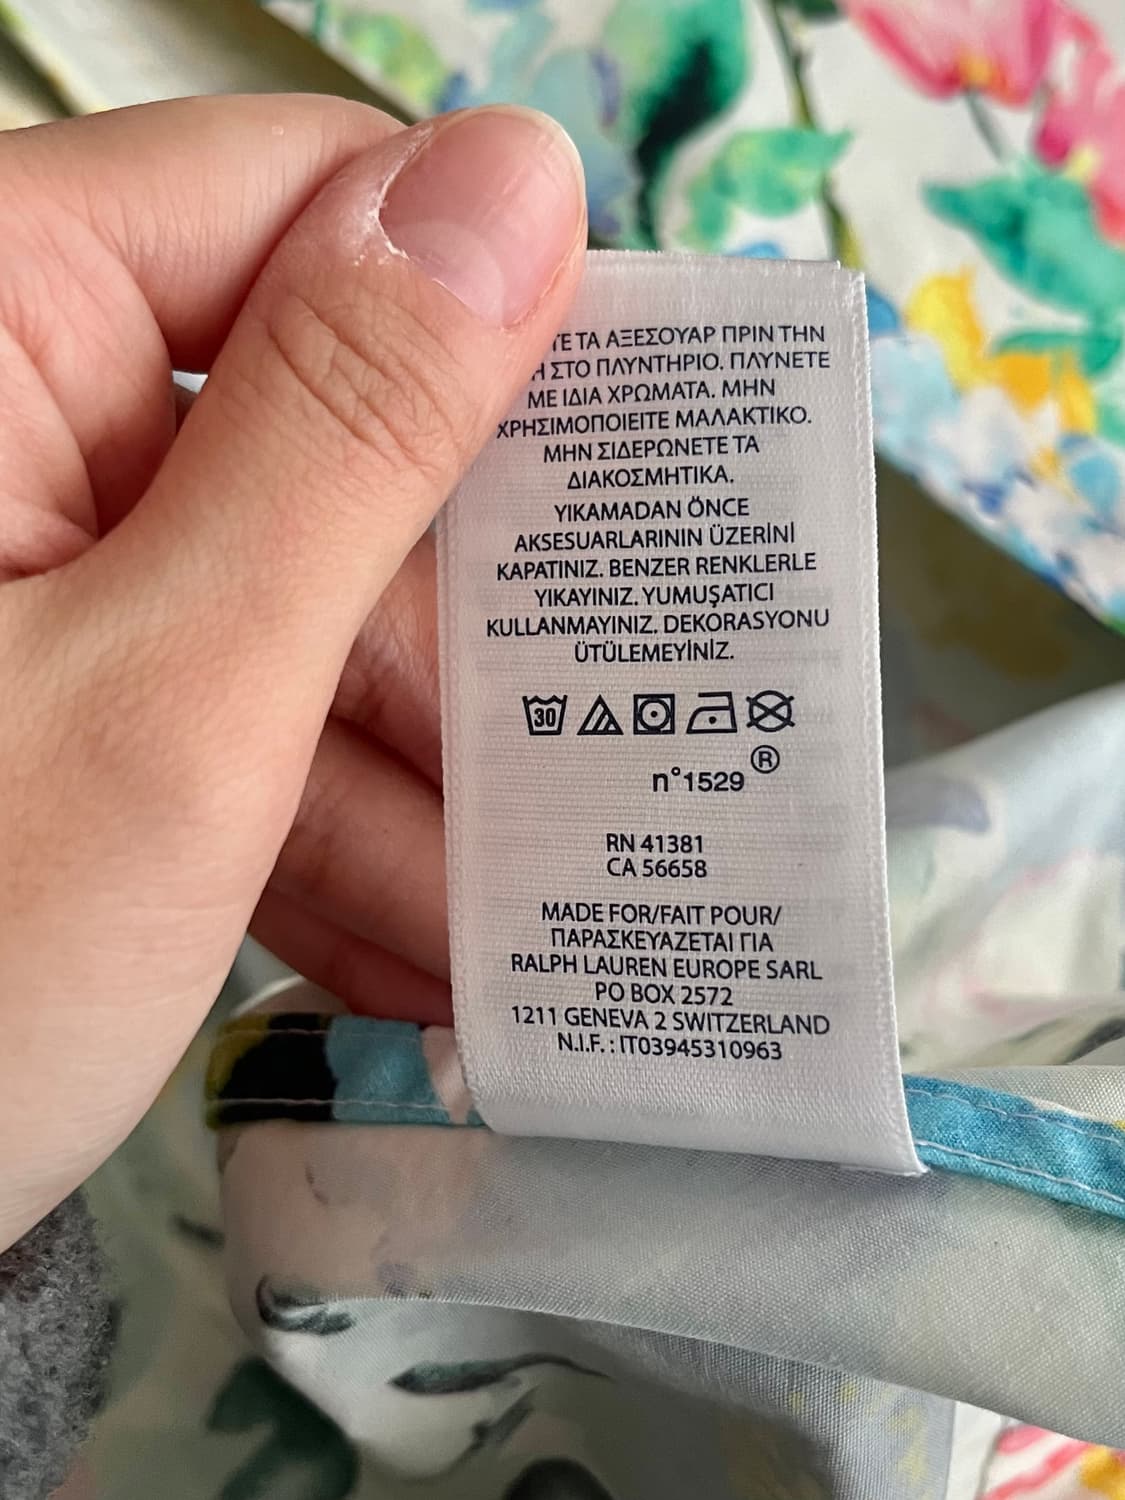 ΤΑ ΑΞΕΣΟΥΑΡ ΠΡΙΝ ΤΗΝ
ΣΤΟ ΠΛΥΝΤΗΡΙΟ. ΠΛΥΝΕΤΕ
ΜΕ ΙΔΙΑ ΧΡΩΜΑΤΑ. ΜΗΝ
ΧΡΗΣΙΜΟΠΟΙΕΙΤΕ ΜΑΛΑΚΤΙΚΟ.
ΜΗΝ ΣΙΔΕΡΩΝΕΤΕ ΤΑ
ΔΙΑΚΟΣΜΗΤΙΚΑ.
YIKAMADAN ÖNCE
AKSESUARLARININ ÜZERİNİ
KAPATINIZ. BENZER RENKLERLE
YIKAYINIZ. YUMUŞATICI
KULLANMAYINIZ. DEKORASYONU
ÜTÜLEMEYİNİZ.
30
n°1529 ®
RN 41381
CA 56658
MADE FOR/FAIT POUR/
ΠΑΡΑΣΚΕΥΑΖΕΤΑΙ ΓΙΑ
RALPH LAUREN EUROPE SARL
PO BOX 2572
1211 GENEVA 2 SWITZERLAND
N.I.F. : IT03945310963